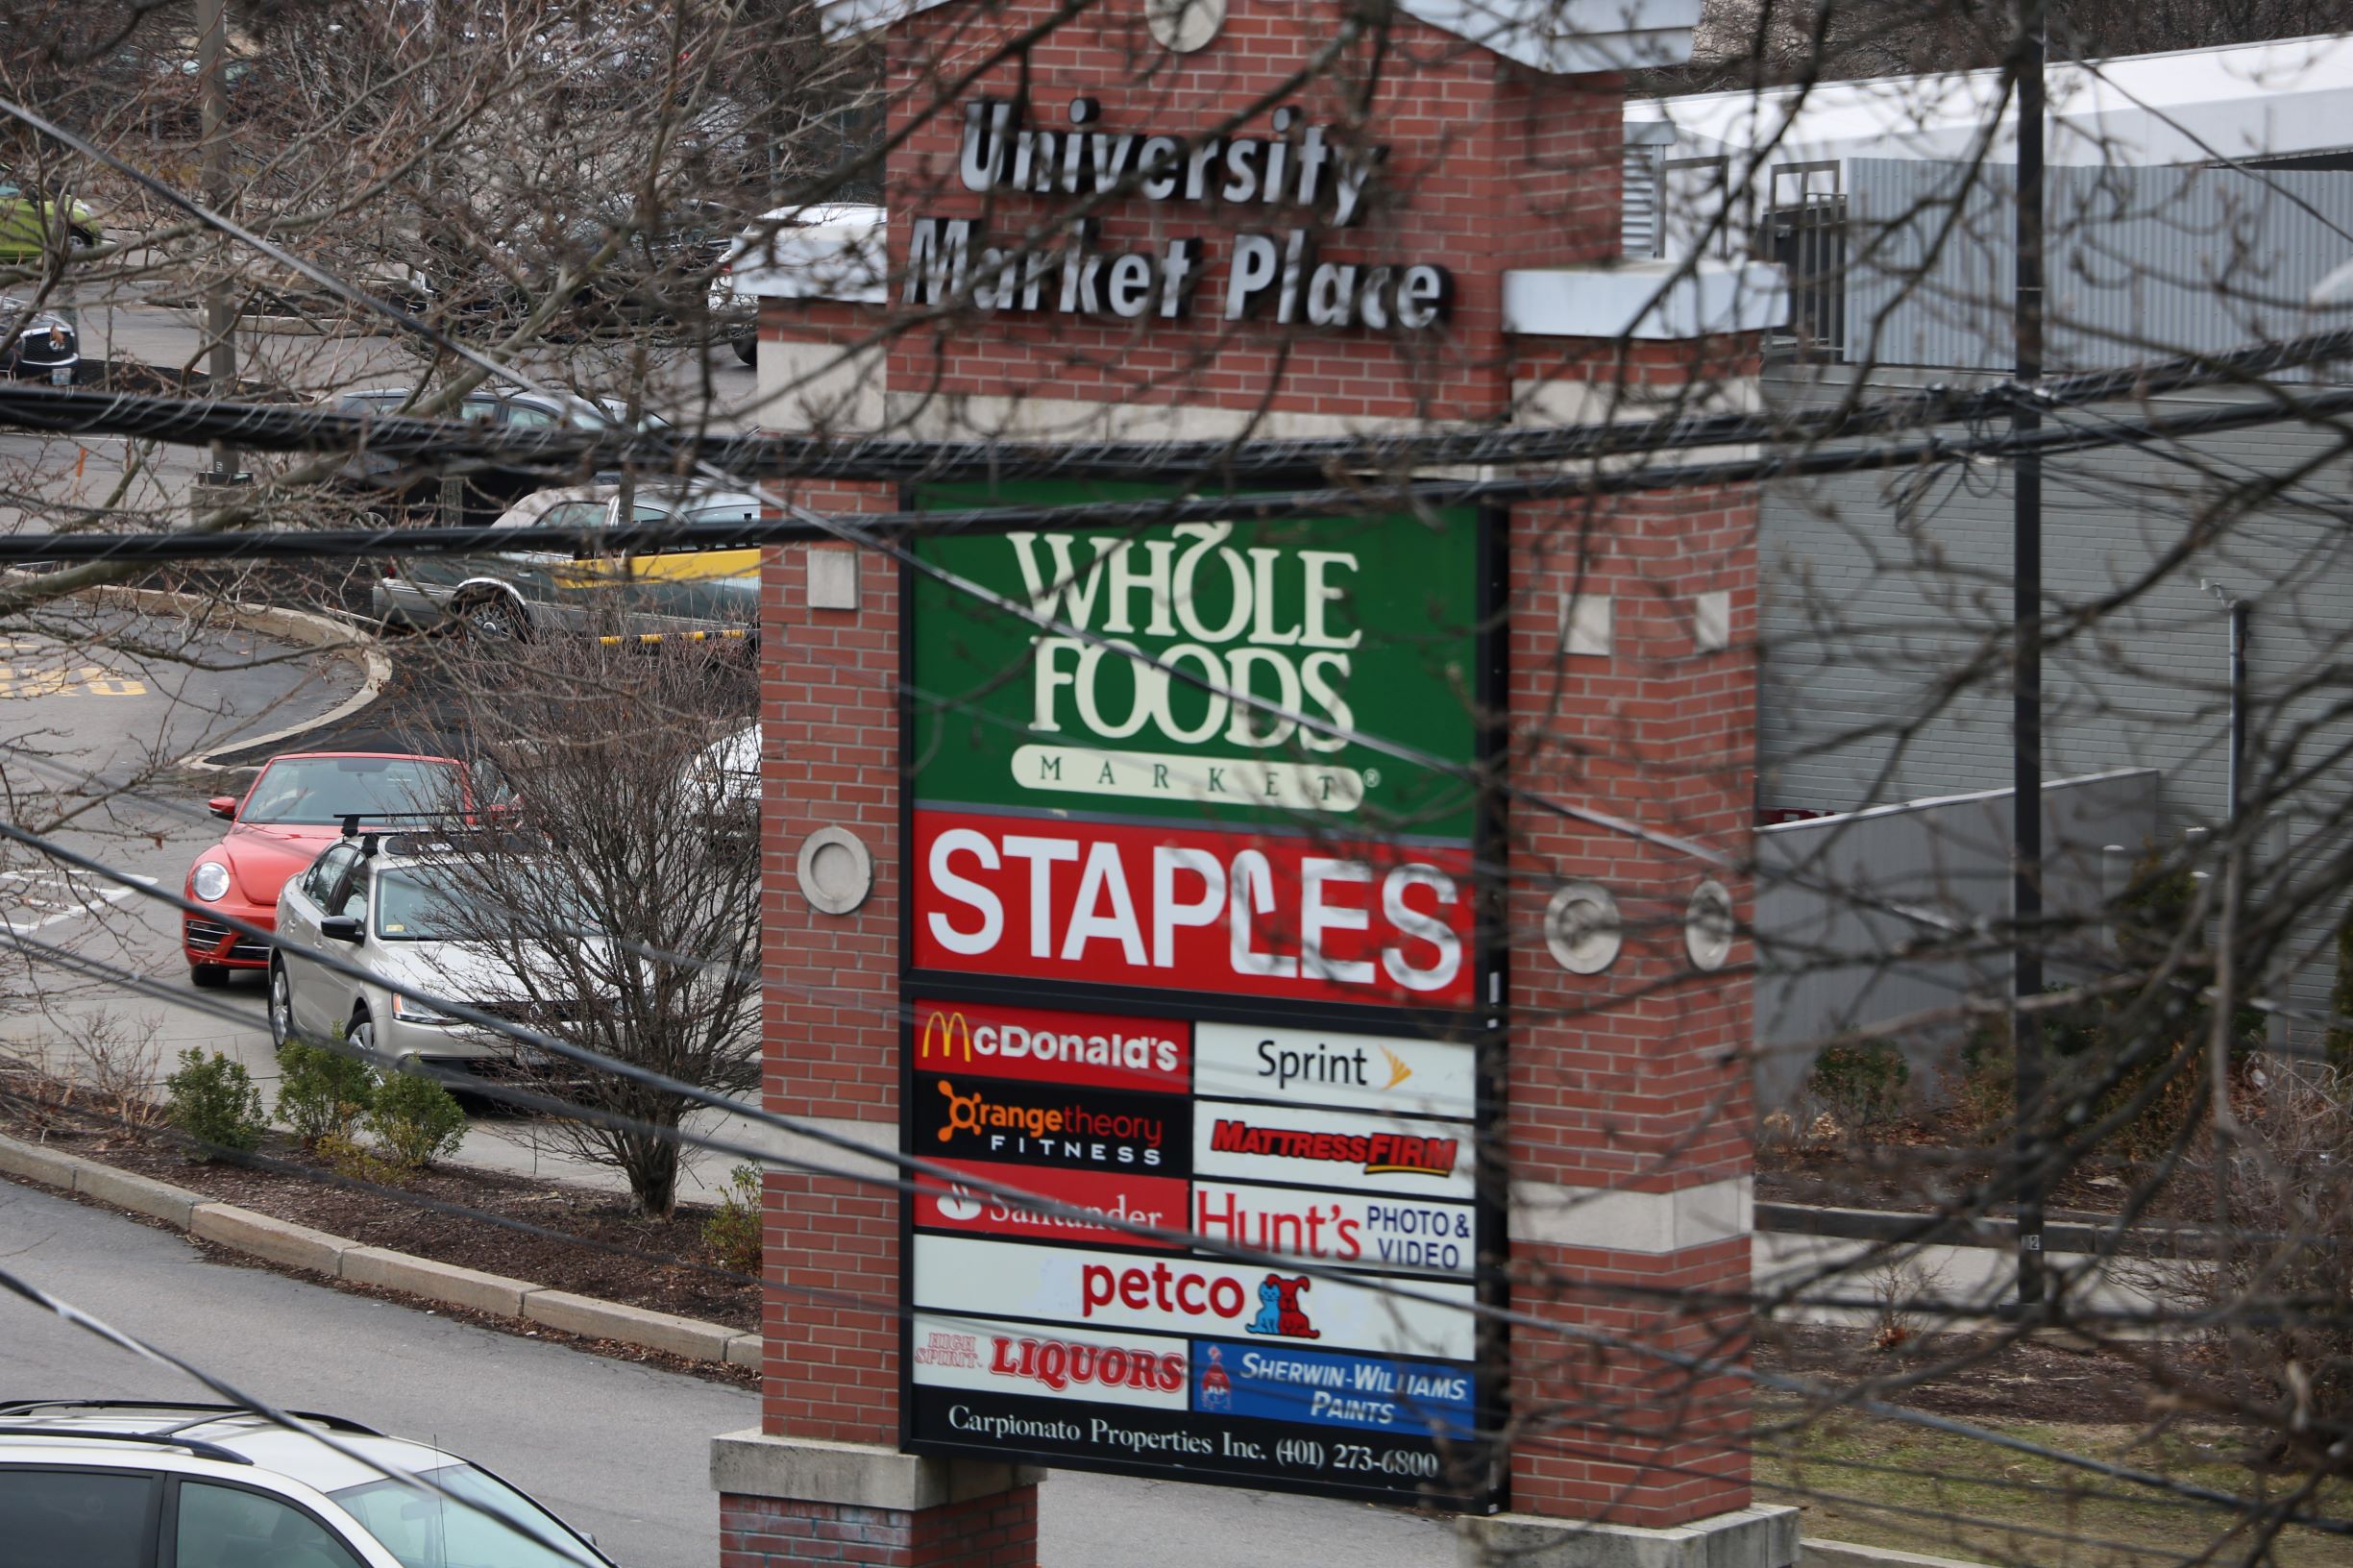 University
Market Place
WHOLE
FOODS
MARKET®
STAPLES
McDonald's
Sprint
Orangetheory
FITNESS
MATTRESSFIRM
Santander
Hunt's PHOTO &
VIDEO
petco
HIGH
SPIRIT LIQUORS
SHERWIN-WILLIAMS
PAINTS
Carpionato Properties Inc. (401) 273-6800